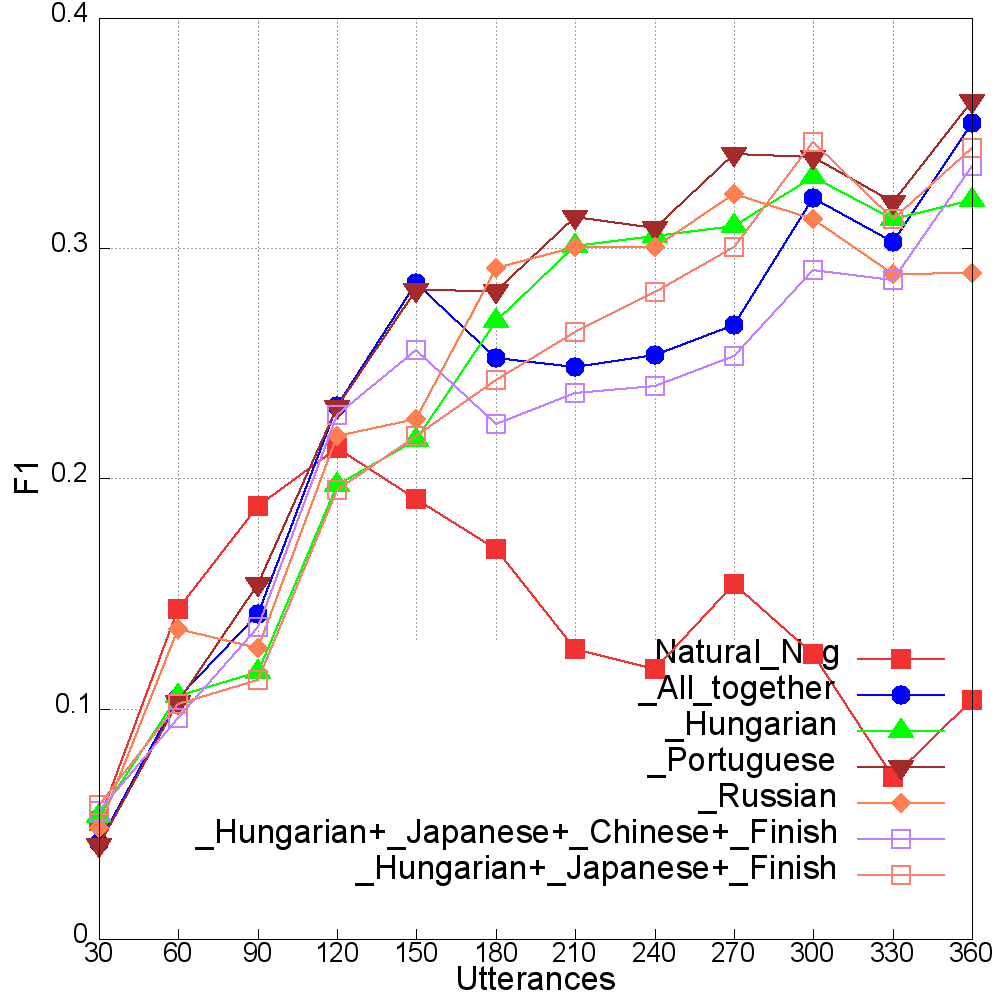 0.4
0.3
0.2
0.1
0
F1
Natural_Neg
_All_together
_Hungarian
_Portuguese
_Russian
_Hungarian+_Japanese+_Chinese+_Finish
_Hungarian+_Japanese+_Finish
30 60 90 120 150 180 210 240 270 300 330 360
Utterances